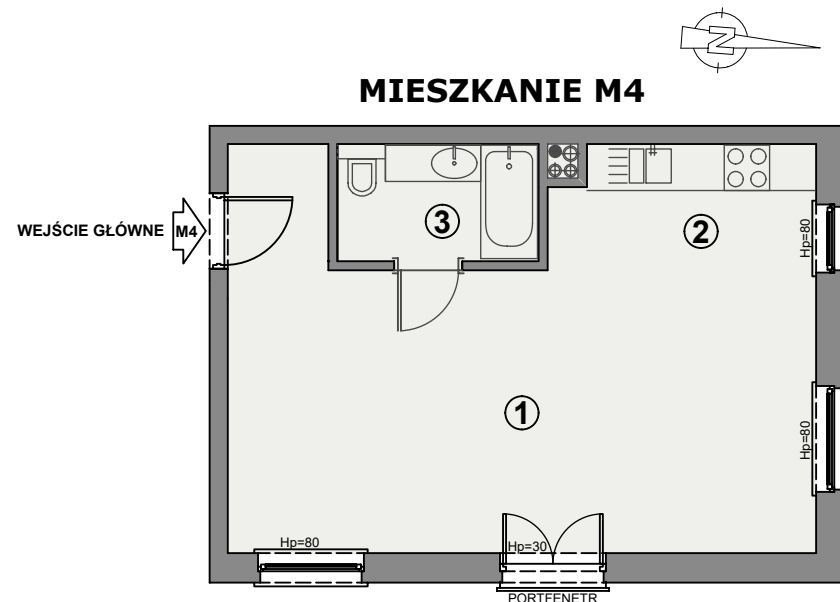 N
MIESZKANIE M4
WEJŚCIE GŁÓWNE M4
3
2
Hp=80
1
Hp=80
Hp=80
Hp=30
PORTFENETR